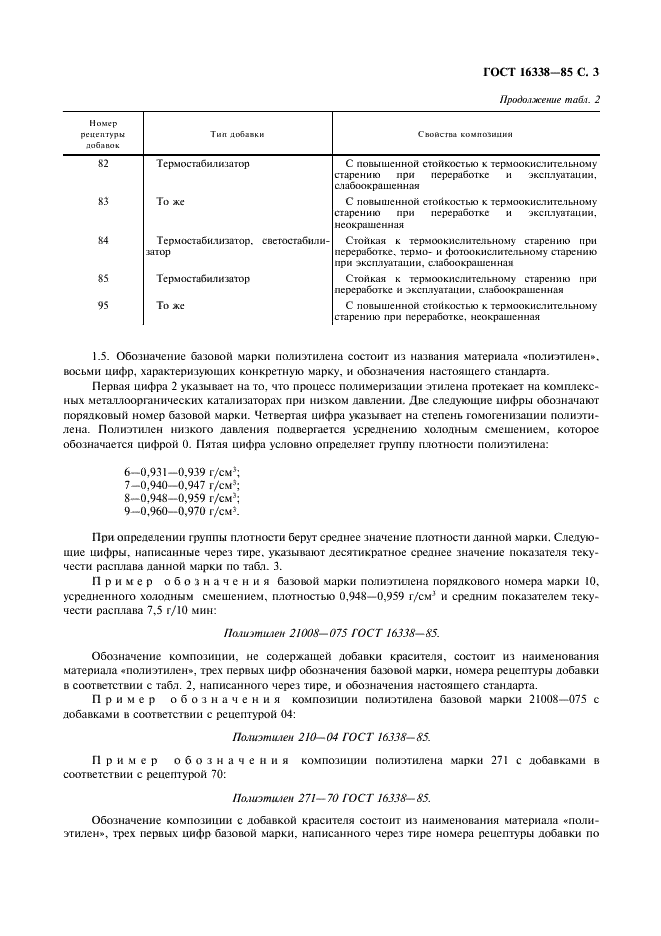 ГОСТ 16338—85 С. 3
Продолжение табл. 2
Номер
рецептуры
добавок
Тип добавки
Свойства композиции
82
Термостабилизатор
С повышенной стойкостью к термоокислительному
старению при переработке и эксплуатации,
слабоокрашенная
83
То же
С повышенной стойкостью к термоокислительному
старению при переработке и эксплуатации,
неокрашенная
84
Термостабилизатор, светостабили-
затор
Стойкая к термоокислительному старению при
переработке, термо- и фотоокислительному старению
при эксплуатации, слабоокрашенная
85
Термостабилизатор
Стойкая к термоокислительному старению при
переработке и эксплуатации, слабоокрашенная
95
То же
С повышенной стойкостью к термоокислительному
старению при переработке, неокрашенная
1.5. Обозначение базовой марки полиэтилена состоит из названия материала «полиэтилен»,
восьми цифр, характеризующих конкретную марку, и обозначения настоящего стандарта.
Первая цифра 2 указывает на то, что процесс полимеризации этилена протекает на комплекс-
ных металлоорганических катализаторах при низком давлении. Две следующие цифры обозначают
порядковый номер базовой марки. Четвертая цифра указывает на степень гомогенизации полиэти-
лена. Полиэтилен низкого давления подвергается усреднению холодным смешением, которое
обозначается цифрой 0. Пятая цифра условно определяет группу плотности полиэтилена:
6—0,931—0,939 г/см³;
7—0,940—0,947 г/см³;
8—0,948—0,959 г/см³;
9—0,960—0,970 г/см³.
При определении группы плотности берут среднее значение плотности данной марки. Следую-
щие цифры, написанные через тире, указывают десятикратное среднее значение показателя теку-
чести расплава данной марки по табл. 3.
Пример обозначения базовой марки полиэтилена порядкового номера марки 10,
усредненного холодным смешением, плотностью 0,948—0,959 г/см³ и средним показателем теку-
чести расплава 7,5 г/10 мин:
Полиэтилен 21008—075 ГОСТ 16338—85.
Обозначение композиции, не содержащей добавки красителя, состоит из наименования
материала «полиэтилен», трех первых цифр обозначения базовой марки, номера рецептуры добавки
в соответствии с табл. 2, написанного через тире, и обозначения настоящего стандарта.
Пример обозначения композиции полиэтилена базовой марки 21008—075 с
добавками в соответствии с рецептурой 04:
Полиэтилен 210—04 ГОСТ 16338—85.
Пример обозначения композиции полиэтилена марки 271 с добавками в
соответствии с рецептурой 70:
Полиэтилен 271—70 ГОСТ 16338—85.
Обозначение композиции с добавкой красителя состоит из наименования материала «поли-
этилен», трех первых цифр базовой марки, написанного через тире номера рецептуры добавки по